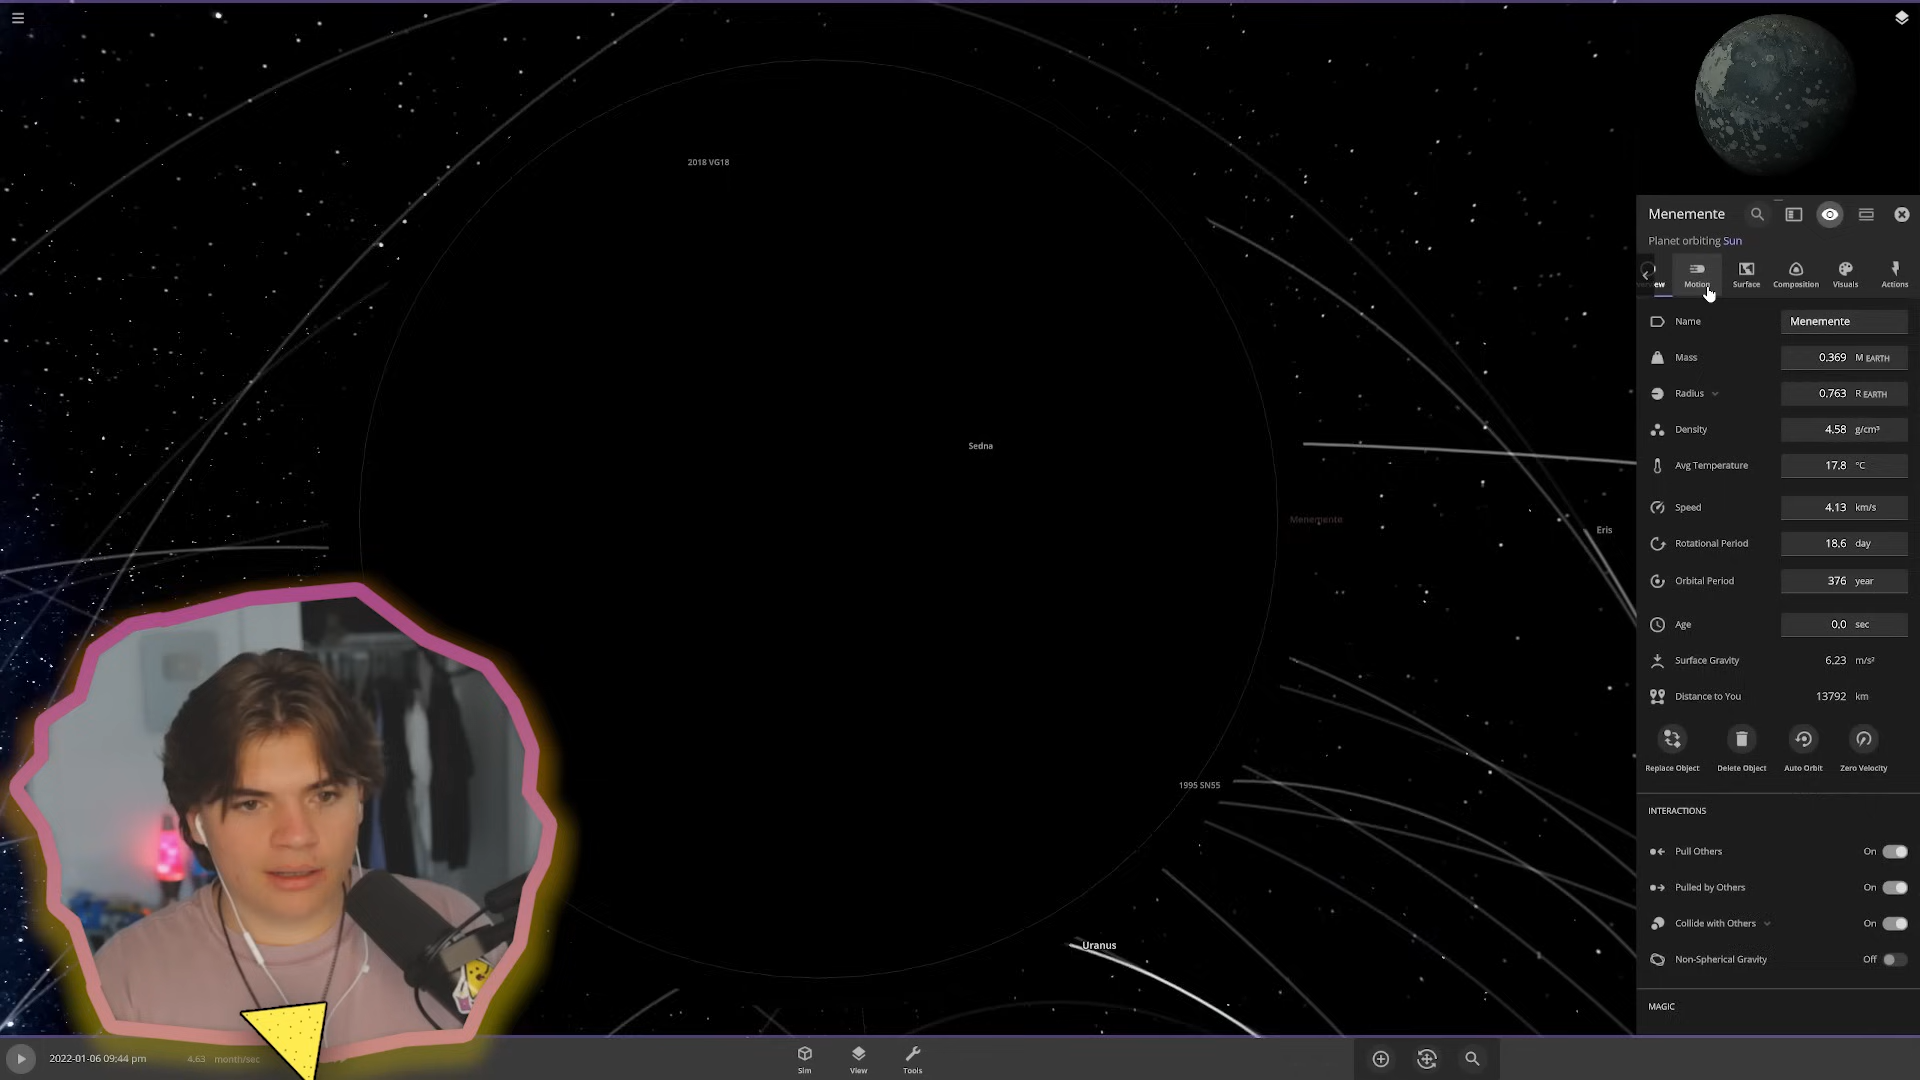 2018 VG18
Sedna
Menemente
Eris
1995 SN55
Uranus
Menemente
Planet orbiting Sun
ew
Motion
Surface
Composition
Visuals
Actions
Name Menemente
Mass 0.369 M EARTH
Radius 0.763 R EARTH
Density 4.58 g/cm³
Avg Temperature 17.8 °C
Speed 4.13 km/s
Rotational Period 18.6 day
Orbital Period 376 year
Age 0.0 sec
Surface Gravity 6.23 m/s²
Distance to You 13792 km
Replace Object
Delete Object
Auto Orbit
Zero Velocity
INTERACTIONS
Pull Others On
Pulled by Others On
Collide with Others On
Non-Spherical Gravity Off
MAGIC
2022-01-06 09:44 pm
4.63 month/sec
Sim
View
Tools